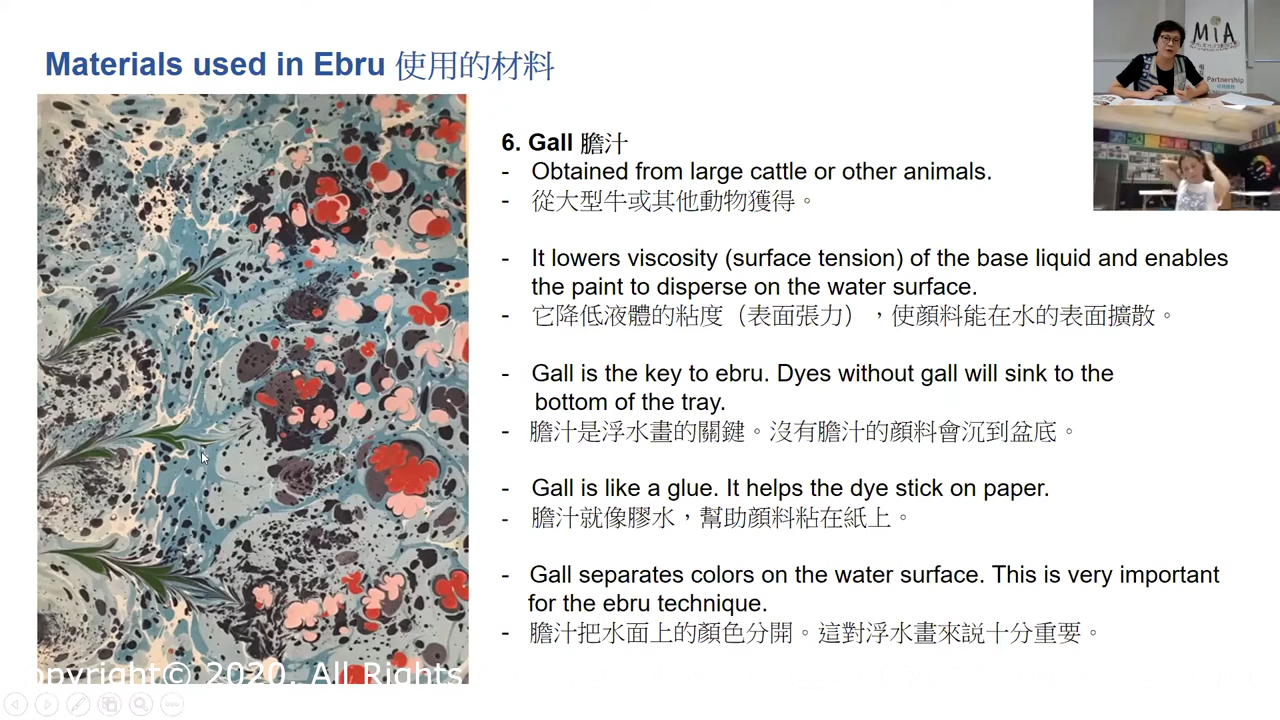 Materials used in Ebru 使用的材料
MiA
Partnership
6. Gall 膽汁
- Obtained from large cattle or other animals.
- 從大型牛或其他動物獲得。
- It lowers viscosity (surface tension) of the base liquid and enables
the paint to disperse on the water surface.
- 它降低液體的粘度（表面張力），使顏料能在水的表面擴散。
- Gall is the key to ebru. Dyes without gall will sink to the
bottom of the tray.
- 膽汁是浮水畫的關鍵。沒有膽汁的顏料會沉到盆底。
- Gall is like a glue. It helps the dye stick on paper.
- 膽汁就像膠水，幫助顏料粘在紙上。
- Gall separates colors on the water surface. This is very important
for the ebru technique.
- 膽汁把水面上的顏色分開。這對浮水畫來説十分重要。
opyright© 2020. All Rights